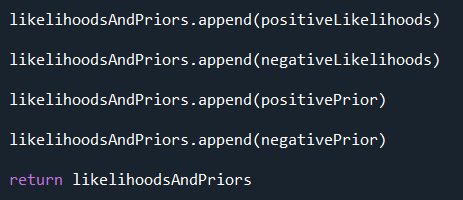 likelihoodsAndPriors.append(positiveLikelihoods)
likelihoodsAndPriors.append(negativeLikelihoods)
likelihoodsAndPriors.append(positivePrior)
likelihoodsAndPriors.append(negativePrior)
return likelihoodsAndPriors